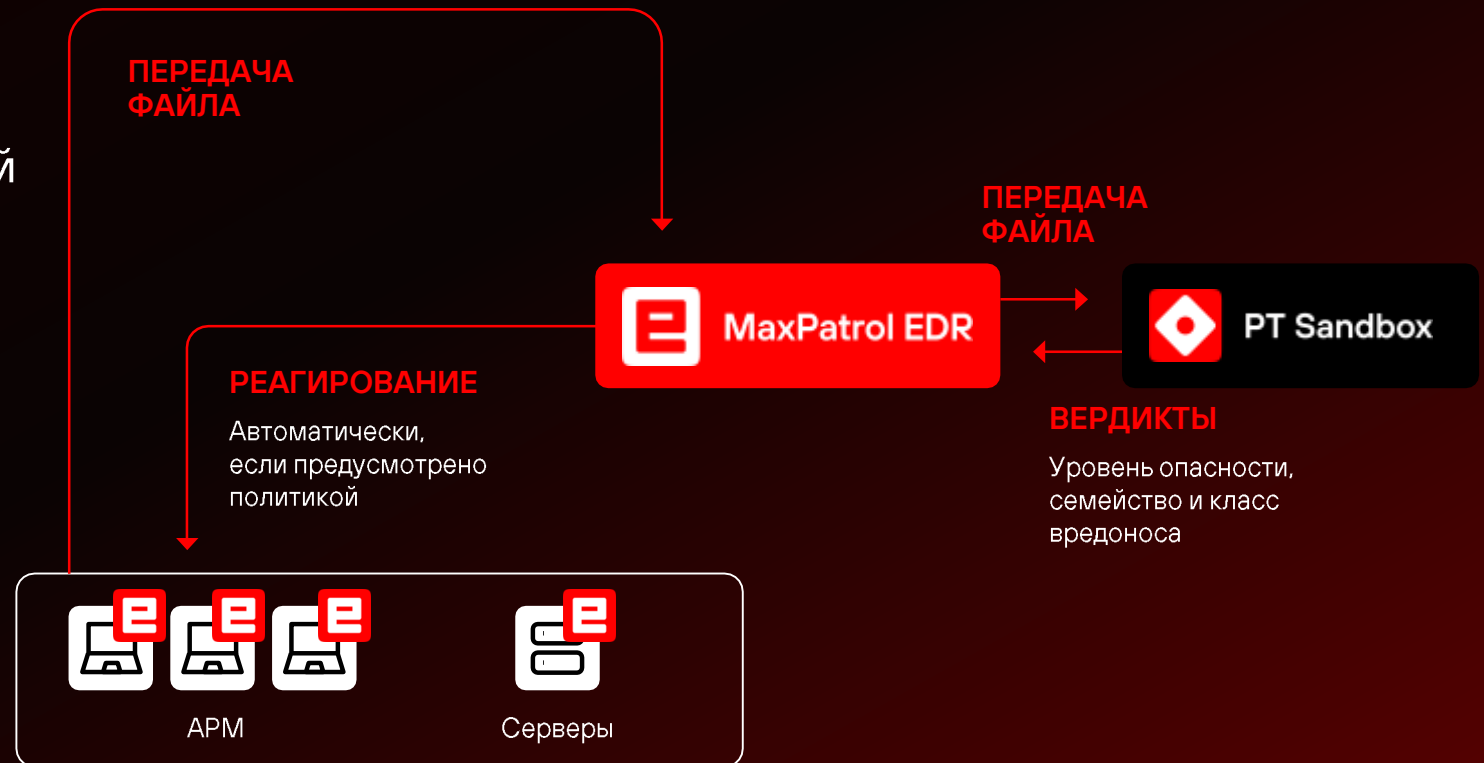 ПЕРЕДАЧА
ФАЙЛА
й
ПЕРЕДАЧА
ФАЙЛА
MaxPatrol EDR
PT Sandbox
РЕАГИРОВАНИЕ
Автоматически,
если предусмотрено
политикой
ВЕРДИКТЫ
Уровень опасности,
семейство и класс
вредоноса
АРМ
Серверы